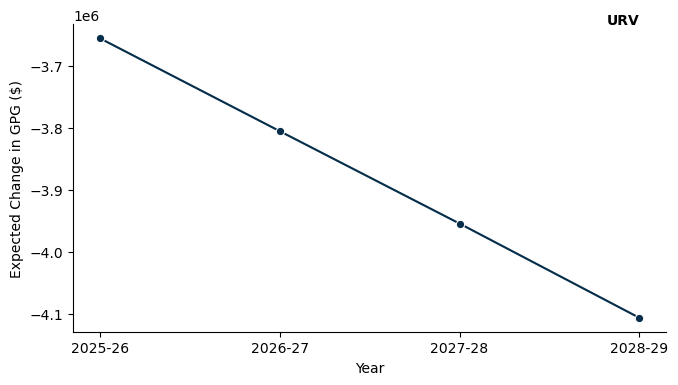 1e6
URV
−3.7
−3.8
−3.9
−4.0
−4.1
Expected Change in GPG ($)
2025-26 2026-27 2027-28 2028-29
Year